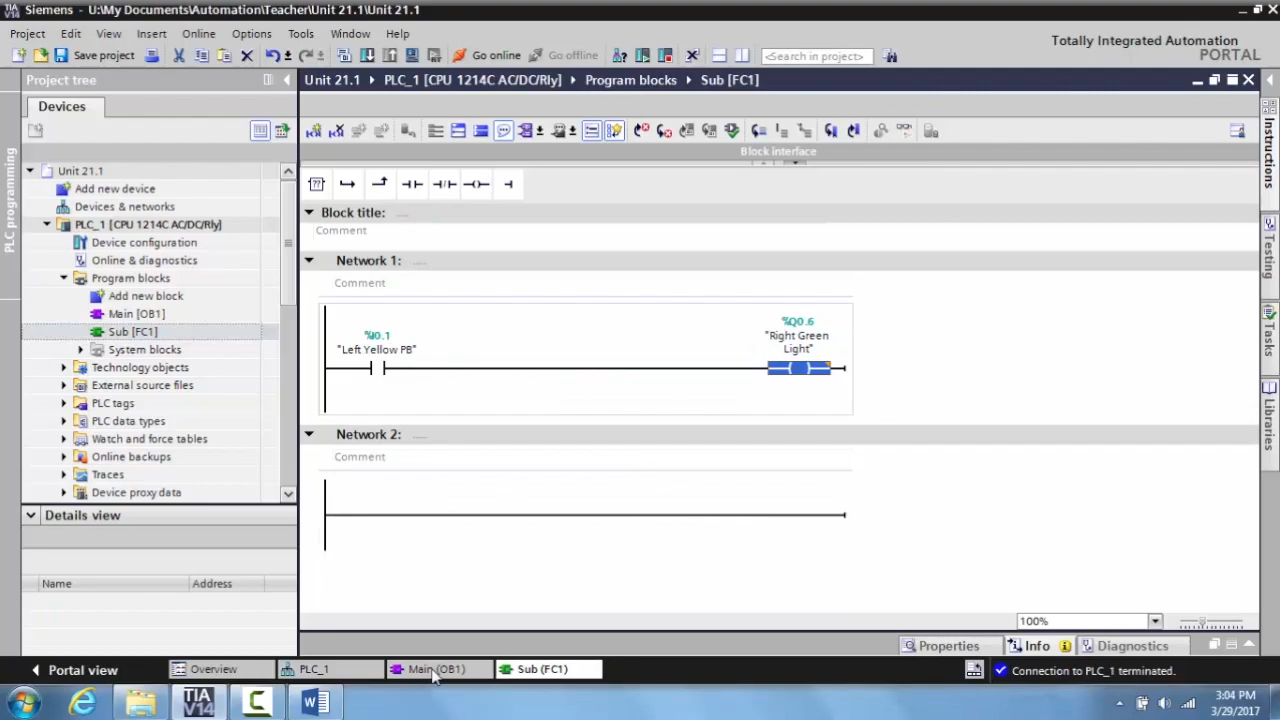 Siemens - U:\My Documents\Automation\Teacher\Unit 21.1\Unit 21.1
TIA
V14
Project Edit View Insert Online Options Tools Window Help
Totally Integrated Automation
PORTAL
Save project Go online Go offline <Search in project>
Project tree
Unit 21.1 PLC_1 [CPU 1214C AC/DC/Rly] Program blocks Sub [FC1]
Devices
Block interface
Unit 21.1
Add new device
Devices & networks
PLC_1 [CPU 1214C AC/DC/Rly]
Device configuration
Online & diagnostics
Program blocks
Add new block
Main [OB1]
Sub [FC1]
System blocks
Technology objects
External source files
PLC tags
PLC data types
Watch and force tables
Online backups
Traces
Device proxy data
Details view
Name Address
??
Block title: .....
Comment
Network 1: .....
Comment
%I0.1
"Left Yellow PB"
%Q0.6
"Right Green
Light"
Network 2: .....
Comment
100%
Properties Info Diagnostics
PLC programming
Instructions
Testing
Tasks
Libraries
Portal view Overview PLC_1 Main (OB1) Sub (FC1) Connection to PLC_1 terminated.
TIA
V14
3:04 PM
3/29/2017